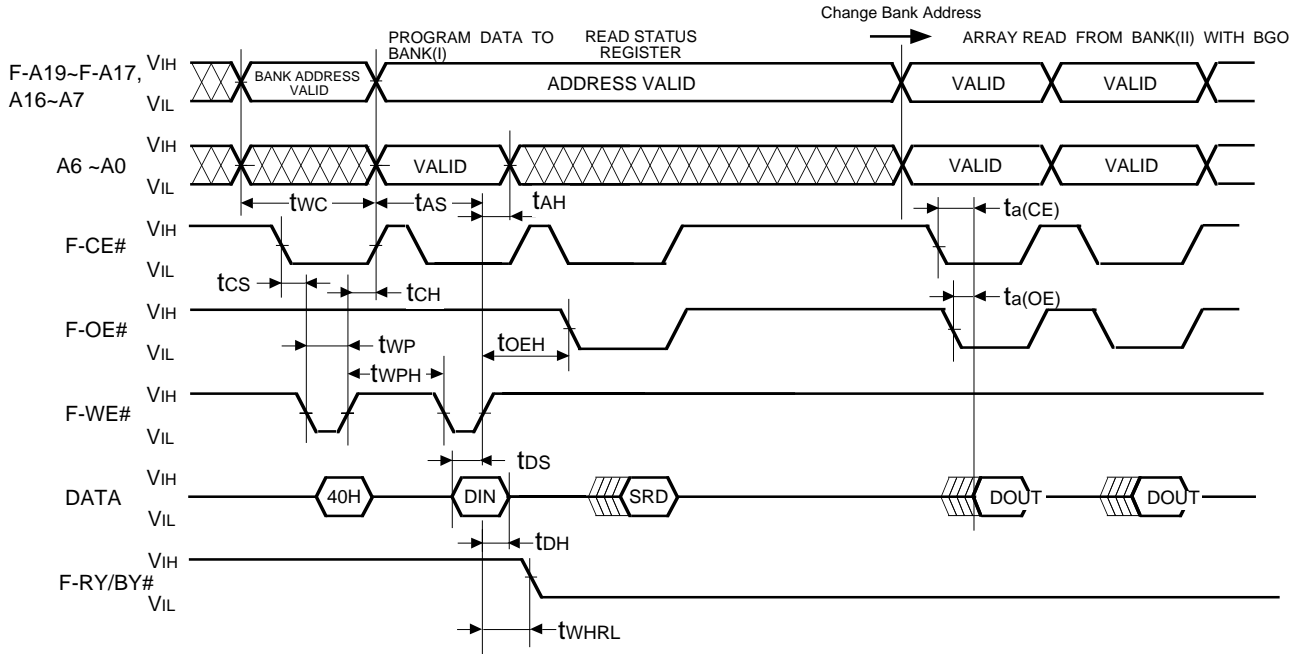 Change Bank Address
PROGRAM DATA TO BANK(I)
READ STATUS REGISTER
ARRAY READ FROM BANK(II) WITH BGO
F-A19~F-A17, A16~A7
VIH
VIL
BANK ADDRESS VALID
ADDRESS VALID
VALID
VALID
A6 ~A0
VIH
VIL
VALID
VALID
VALID
tWC
tAS
tAH
ta(CE)
F-CE#
VIH
VIL
tCS
tCH
ta(OE)
F-OE#
VIH
VIL
tWP
tOEH
tWPH
F-WE#
VIH
VIL
tDS
DATA
VIH
VIL
40H
DIN
SRD
DOUT
DOUT
tDH
F-RY/BY#
VIH
VIL
tWHRL